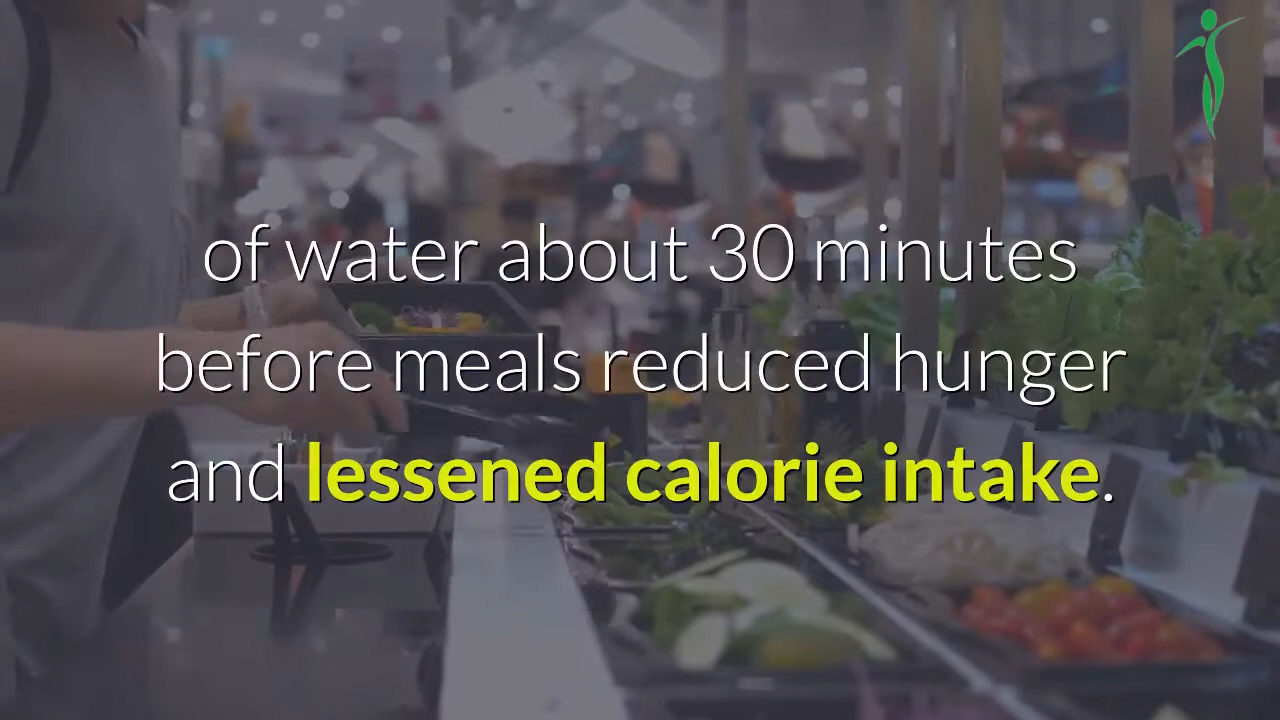 of water about 30 minutes
before meals reduced hunger
and lessened calorie intake.